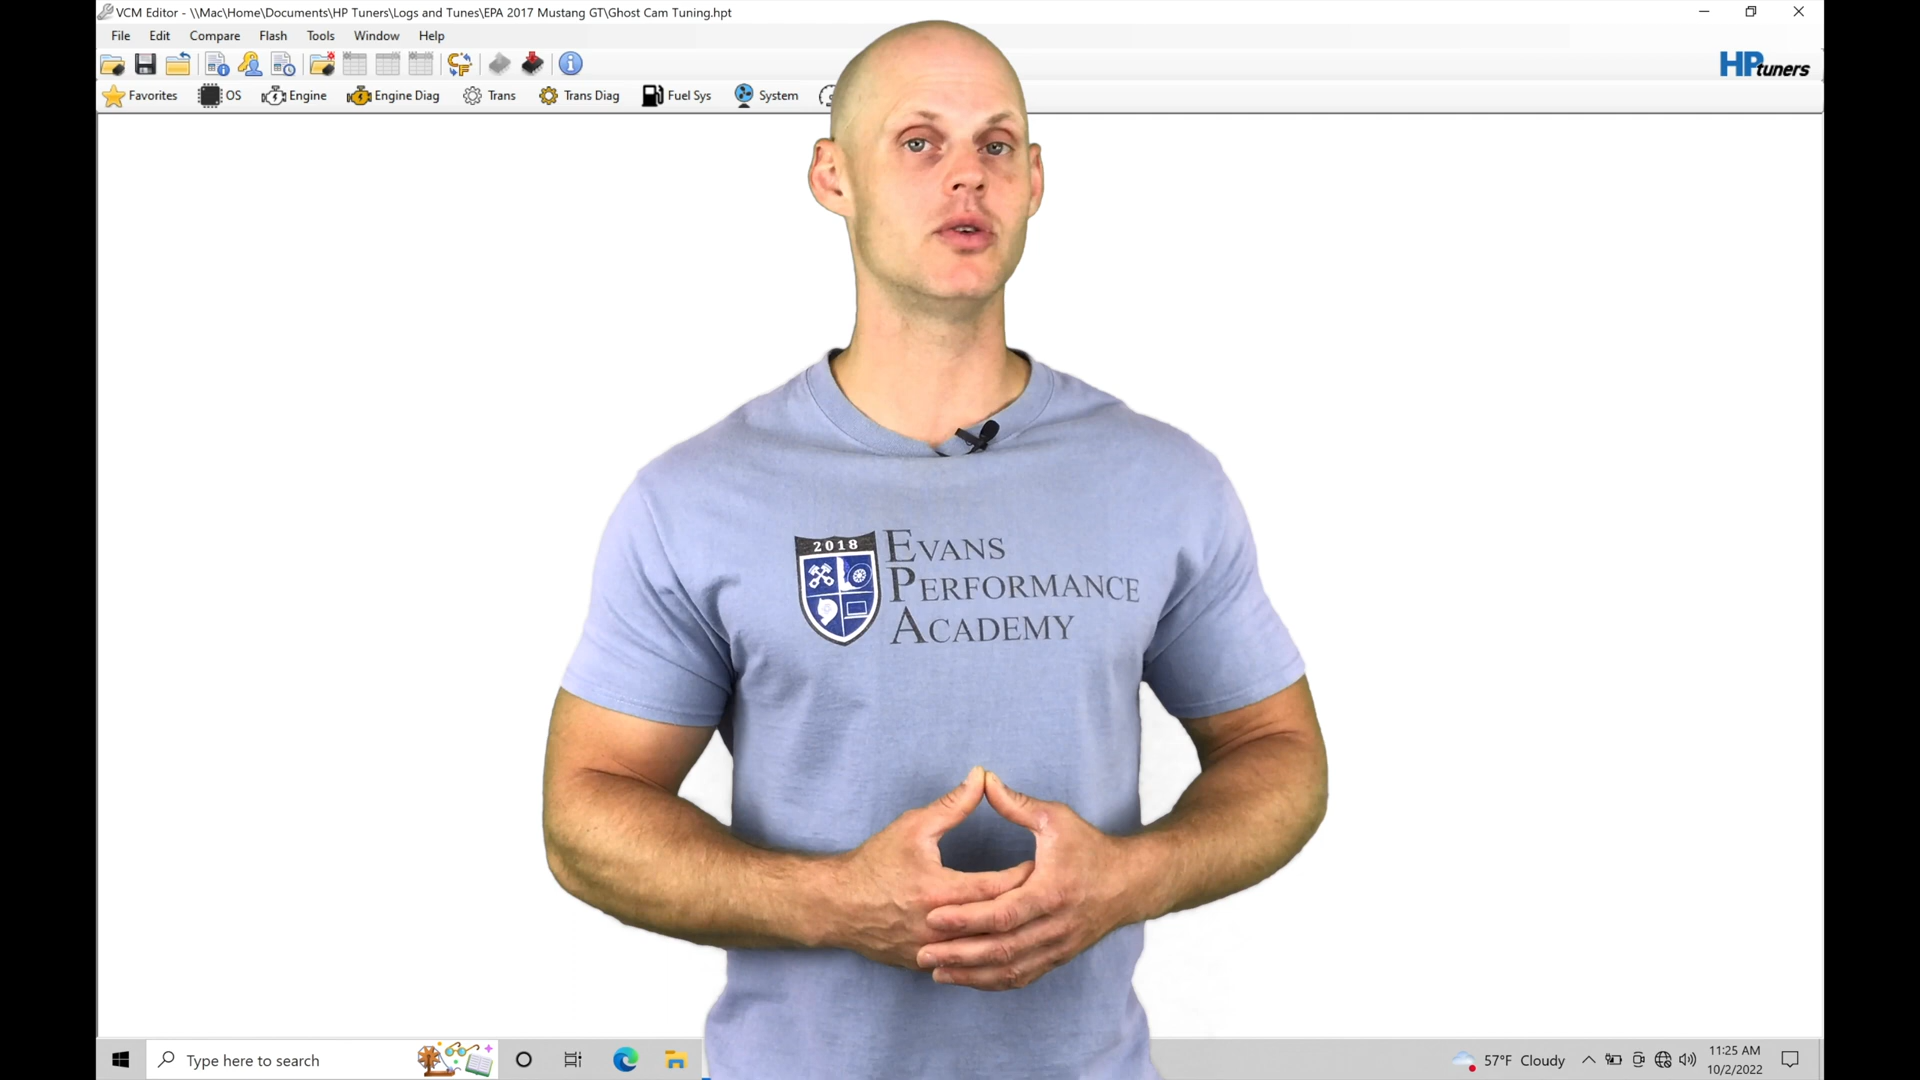 VCM Editor - \\Mac\Home\Documents\HP Tuners\Logs and Tunes\EPA 2017 Mustang GT\Ghost Cam Tuning.hpt
File Edit Compare Flash Tools Window Help
HPtuners
Favorites OS Engine Engine Diag Trans Trans Diag Fuel Sys System
2018
EVANS
PERFORMANCE
ACADEMY
Type here to search
57°F Cloudy
11:25 AM
10/2/2022